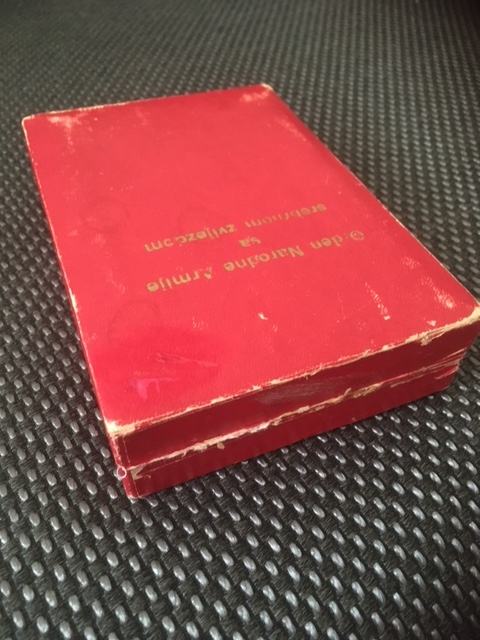 Orden Narodne Armije
sa
srebrnom zvijezdom